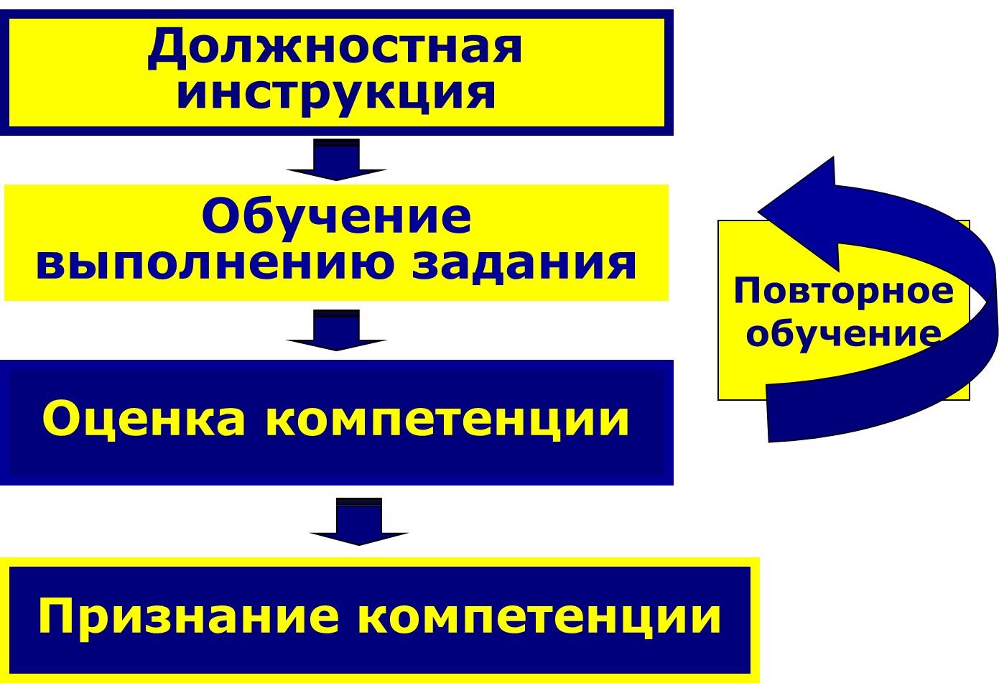 Должностная
инструкция
Обучение
выполнению задания
Повторное
обучение
Оценка компетенции
Признание компетенции